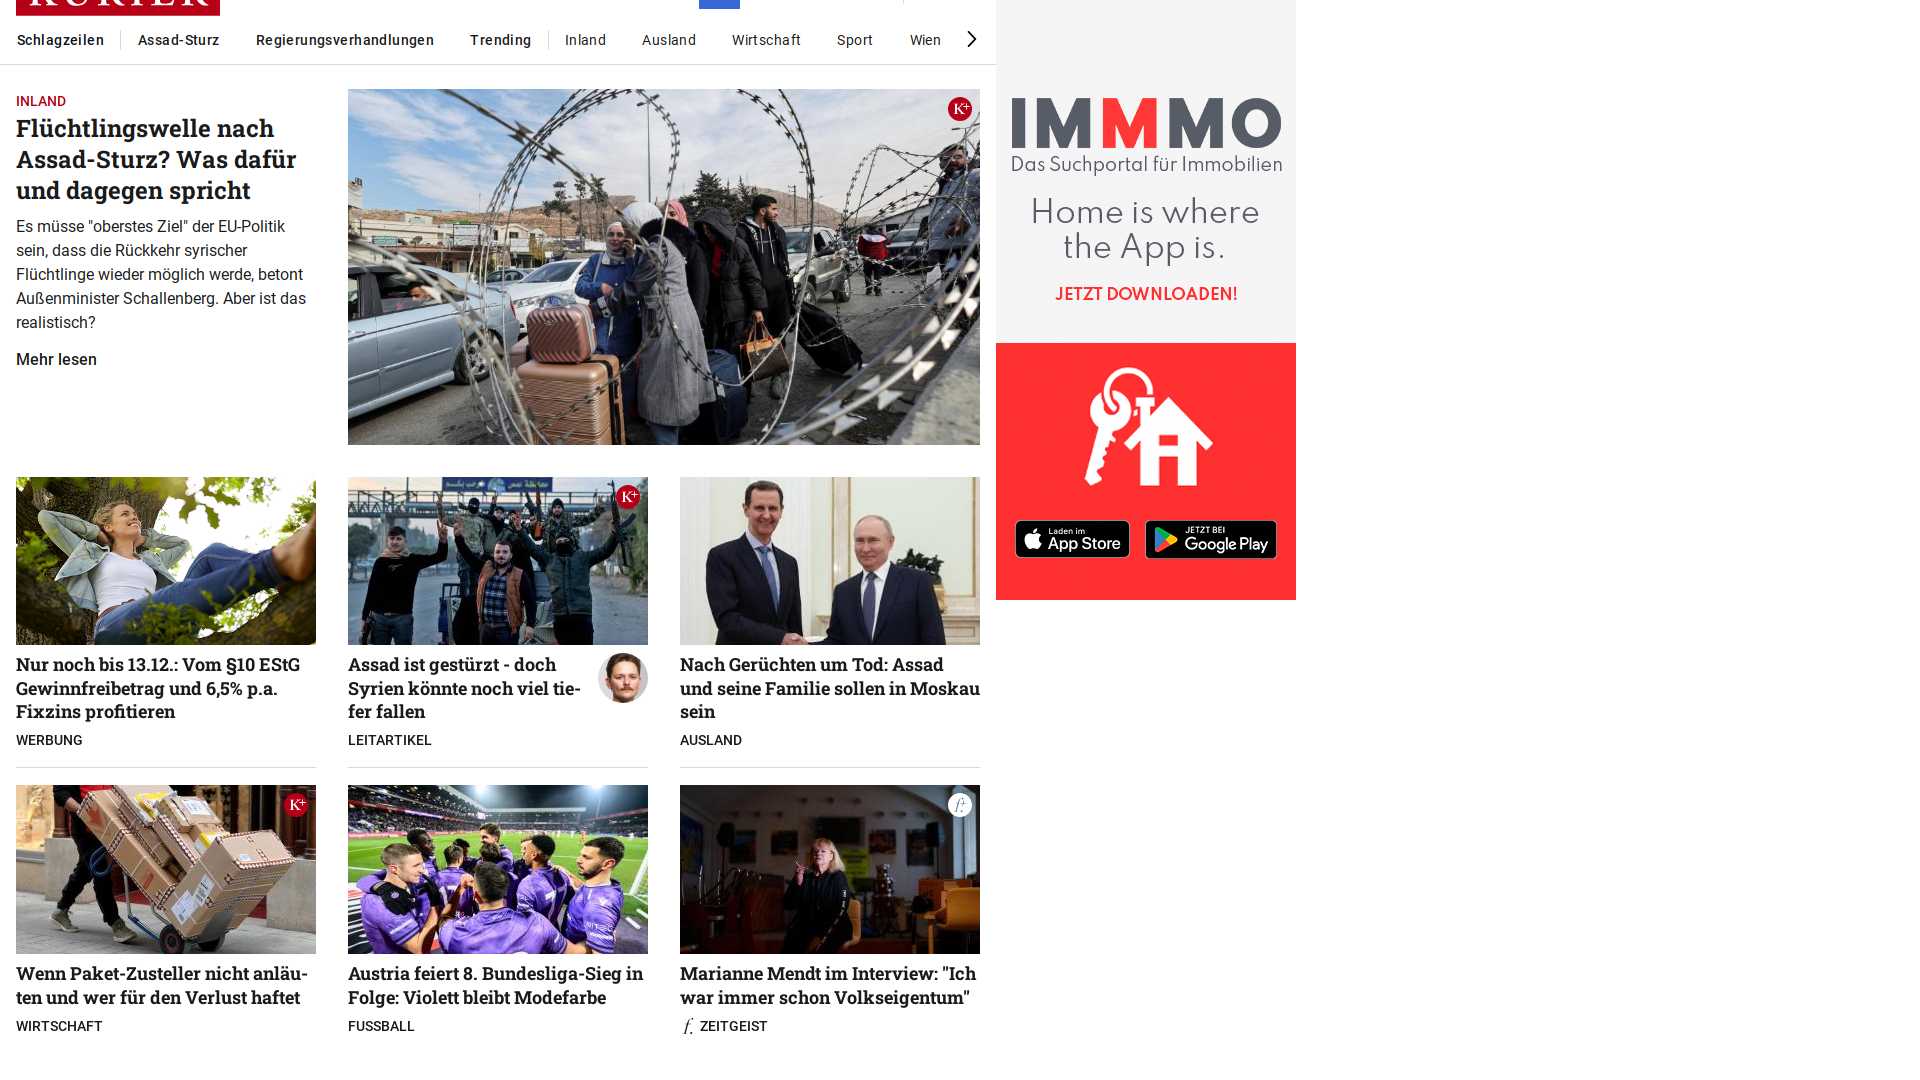 KURIER
Schlagzeilen
Assad-Sturz
Regierungsverhandlungen
Trending
Inland
Ausland
Wirtschaft
Sport
Wien
INLAND
Flüchtlingswelle nach
Assad-Sturz? Was dafür
und dagegen spricht
Es müsse "oberstes Ziel" der EU-Politik
sein, dass die Rückkehr syrischer
Flüchtlinge wieder möglich werde, betont
Außenminister Schallenberg. Aber ist das
realistisch?
Mehr lesen
K+
IMMMO
Das Suchportal für Immobilien
Home is where
the App is.
JETZT DOWNLOADEN!
Laden im
App Store
JETZT BEI
Google Play
Nur noch bis 13.12.: Vom §10 EStG
Gewinnfreibetrag und 6,5% p.a.
Fixzins profitieren
WERBUNG
K+
Assad ist gestürzt - doch
Syrien könnte noch viel tie-
fer fallen
LEITARTIKEL
Nach Gerüchten um Tod: Assad
und seine Familie sollen in Moskau
sein
AUSLAND
K+
Wenn Paket-Zusteller nicht anläu-
ten und wer für den Verlust haftet
WIRTSCHAFT
Austria feiert 8. Bundesliga-Sieg in
Folge: Violett bleibt Modefarbe
FUSSBALL
f+
Marianne Mendt im Interview: "Ich
war immer schon Volkseigentum"
f. ZEITGEIST